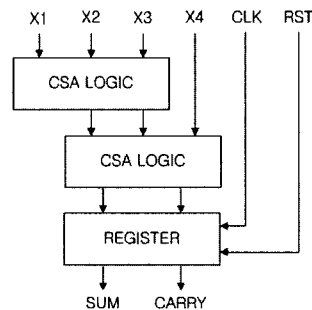 X1 X2 X3 X4 CLK RST
CSA LOGIC
CSA LOGIC
REGISTER
SUM CARRY